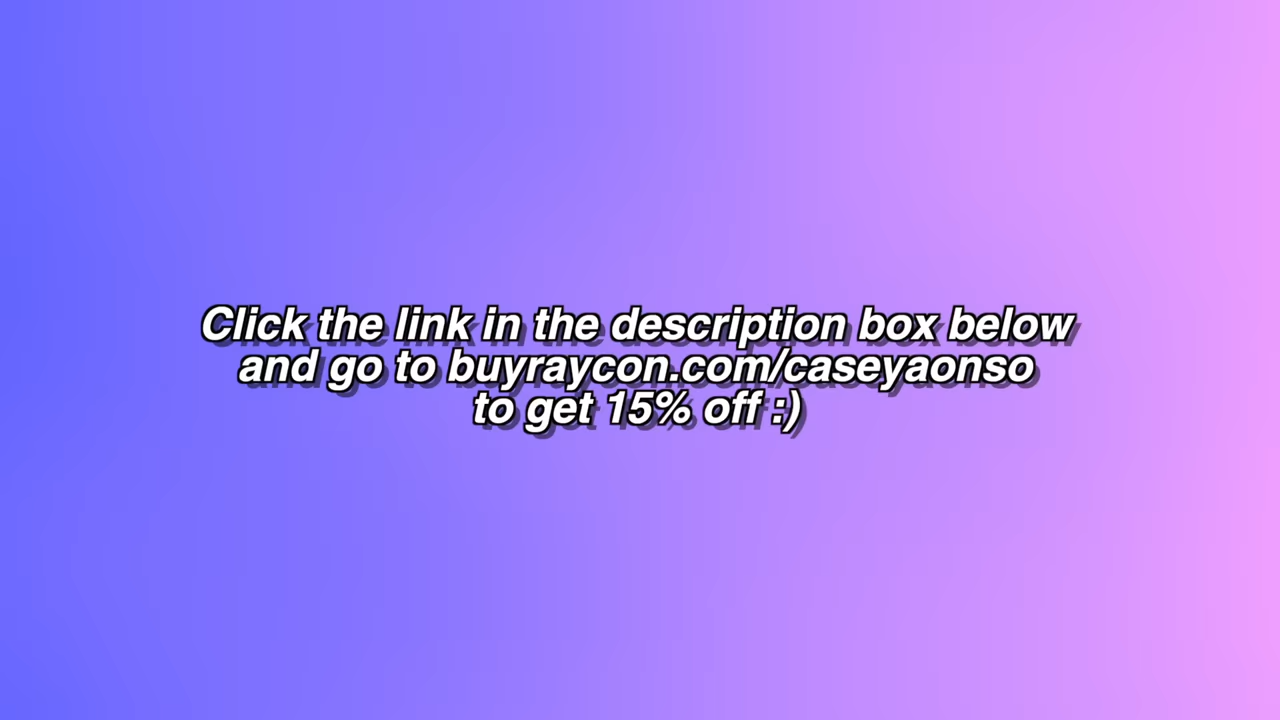 Click the link in the description box below
and go to buyraycon.com/caseyaonso
to get 15% off :)